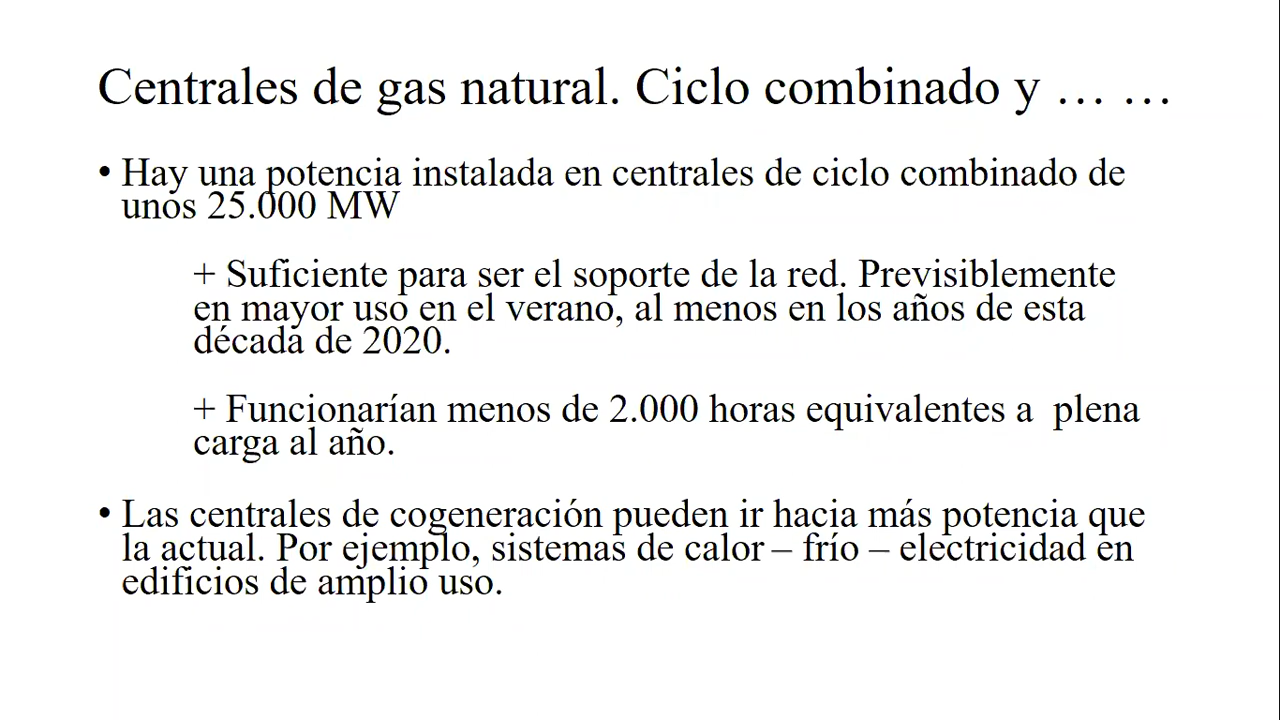 Centrales de gas natural. Ciclo combinado y … …
• Hay una potencia instalada en centrales de ciclo combinado de
unos 25.000 MW
+ Suficiente para ser el soporte de la red. Previsiblemente
en mayor uso en el verano, al menos en los años de esta
década de 2020.
+ Funcionarían menos de 2.000 horas equivalentes a  plena
carga al año.
• Las centrales de cogeneración pueden ir hacia más potencia que
la actual. Por ejemplo, sistemas de calor – frío – electricidad en
edificios de amplio uso.